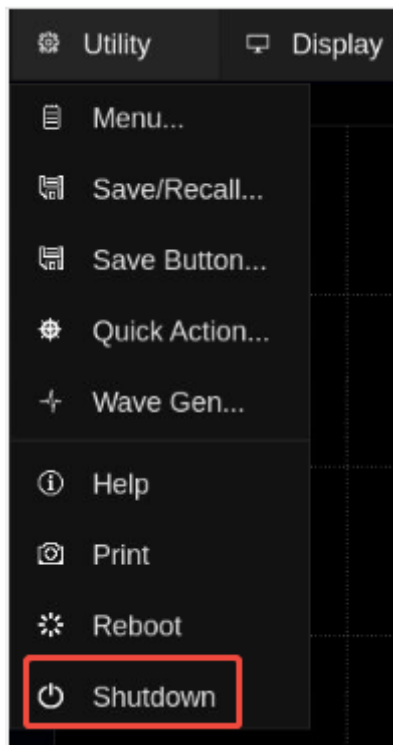 Utility Display
Menu...
Save/Recall...
Save Button...
Quick Action...
Wave Gen...
Help
Print
Reboot
Shutdown